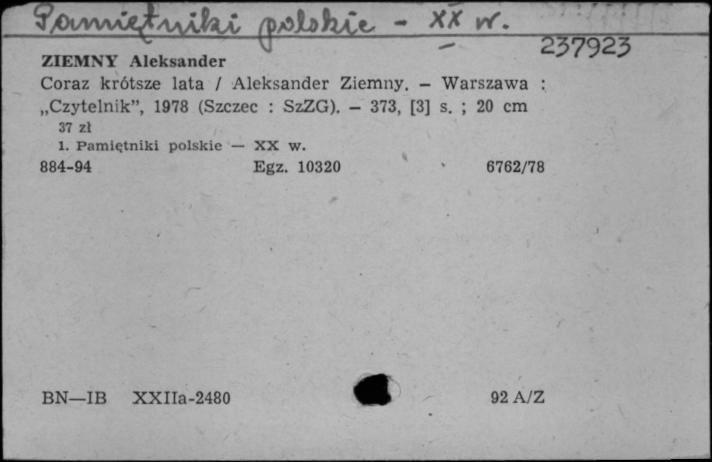 Pamiętniki polskie - XX w.
237923
ZIEMNY Aleksander
Coraz krótsze lata / Aleksander Ziemny. — Warszawa :
„Czytelnik”, 1978 (Szczec : SzZG). — 373, [3] s. ; 20 cm
37 zł
1. Pamiętniki polskie — XX w.
884-94 Egz. 10320 6762/78
BN—IB XXIIa-2480 92 A/Z